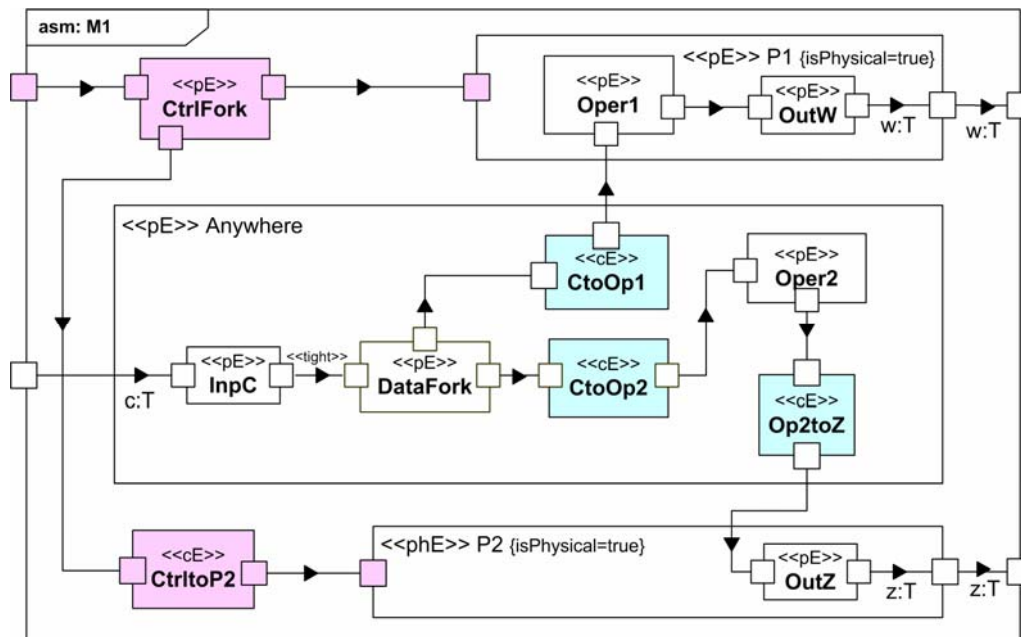 asm: M1
<<pE>> P1 {isPhysical=true}
<<pE>>
CtrlFork
<<pE>>
Oper1
<<pE>>
OutW
w:T
w:T
<<pE>> Anywhere
<<cE>>
CtoOp1
<<pE>>
Oper2
<<pE>>
InpC
<<tight>>
<<pE>>
DataFork
<<cE>>
CtoOp2
c:T
<<cE>>
Op2toZ
<<cE>>
CtrltoP2
<<phE>> P2 {isPhysical=true}
<<pE>>
OutZ
z:T
z:T